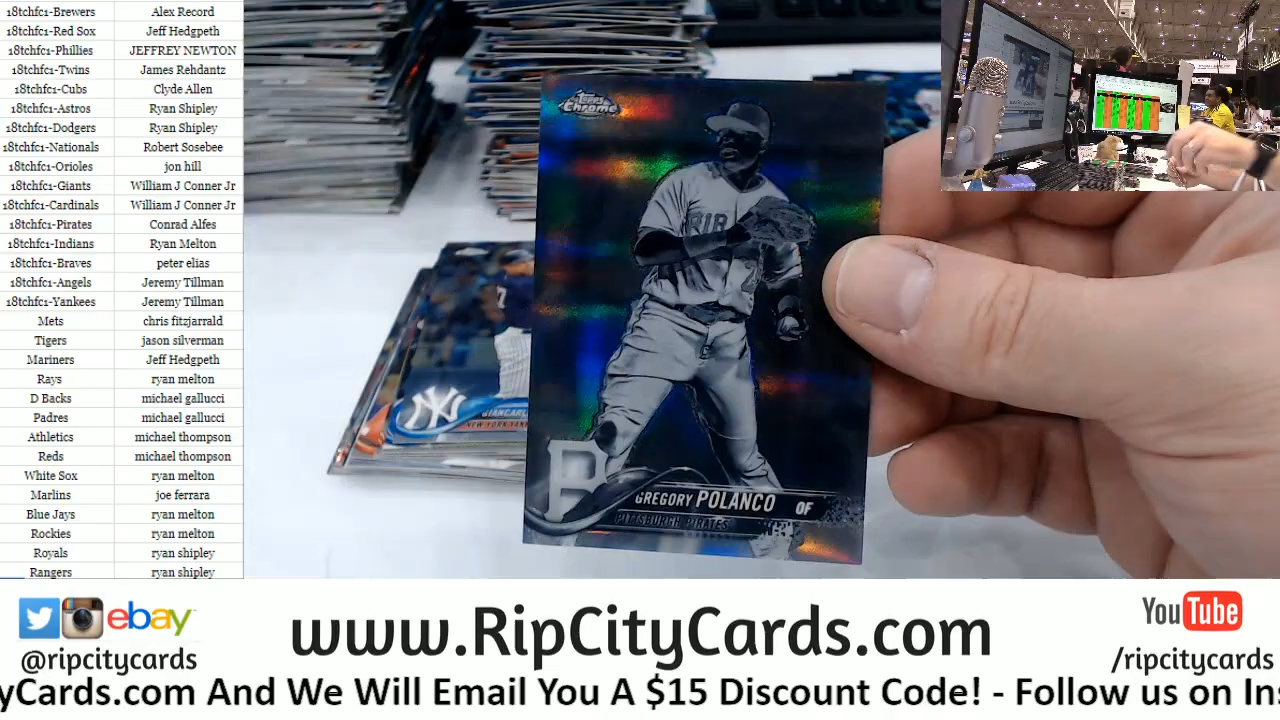 18tchfc1-Brewers Alex Record
18tchfc1-Red Sox Jeff Hedgpeth
18tchfc1-Phillies JEFFREY NEWTON
18tchfc1-Twins James Rehdantz
18tchfc1-Cubs Clyde Allen
18tchfc1-Astros Ryan Shipley
18tchfc1-Dodgers Ryan Shipley
18tchfc1-Nationals Robert Sosebee
18tchfc1-Orioles jon hill
18tchfc1-Giants William J Conner Jr
18tchfc1-Cardinals William J Conner Jr
18tchfc1-Pirates Conrad Alfes
18tchfc1-Indians Ryan Melton
18tchfc1-Braves peter elias
18tchfc1-Angels Jeremy Tillman
18tchfc1-Yankees Jeremy Tillman
Mets chris fitzjarrald
Tigers jason silverman
Mariners Jeff Hedgpeth
Rays ryan melton
D Backs michael gallucci
Padres michael gallucci
Athletics michael thompson
Reds michael thompson
White Sox ryan melton
Marlins joe ferrara
Blue Jays ryan melton
Rockies ryan melton
Royals ryan shipley
Rangers ryan shipley
Topps
Chrome
GREGORY POLANCO OF
PITTSBURGH PIRATES
P
NY
GIANCARL
NEW YORK YAN
ebay
@ripcitycards
www.RipCityCards.com
YouTube
/ripcitycards
yCards.com And We Will Email You A $15 Discount Code! - Follow us on Ins